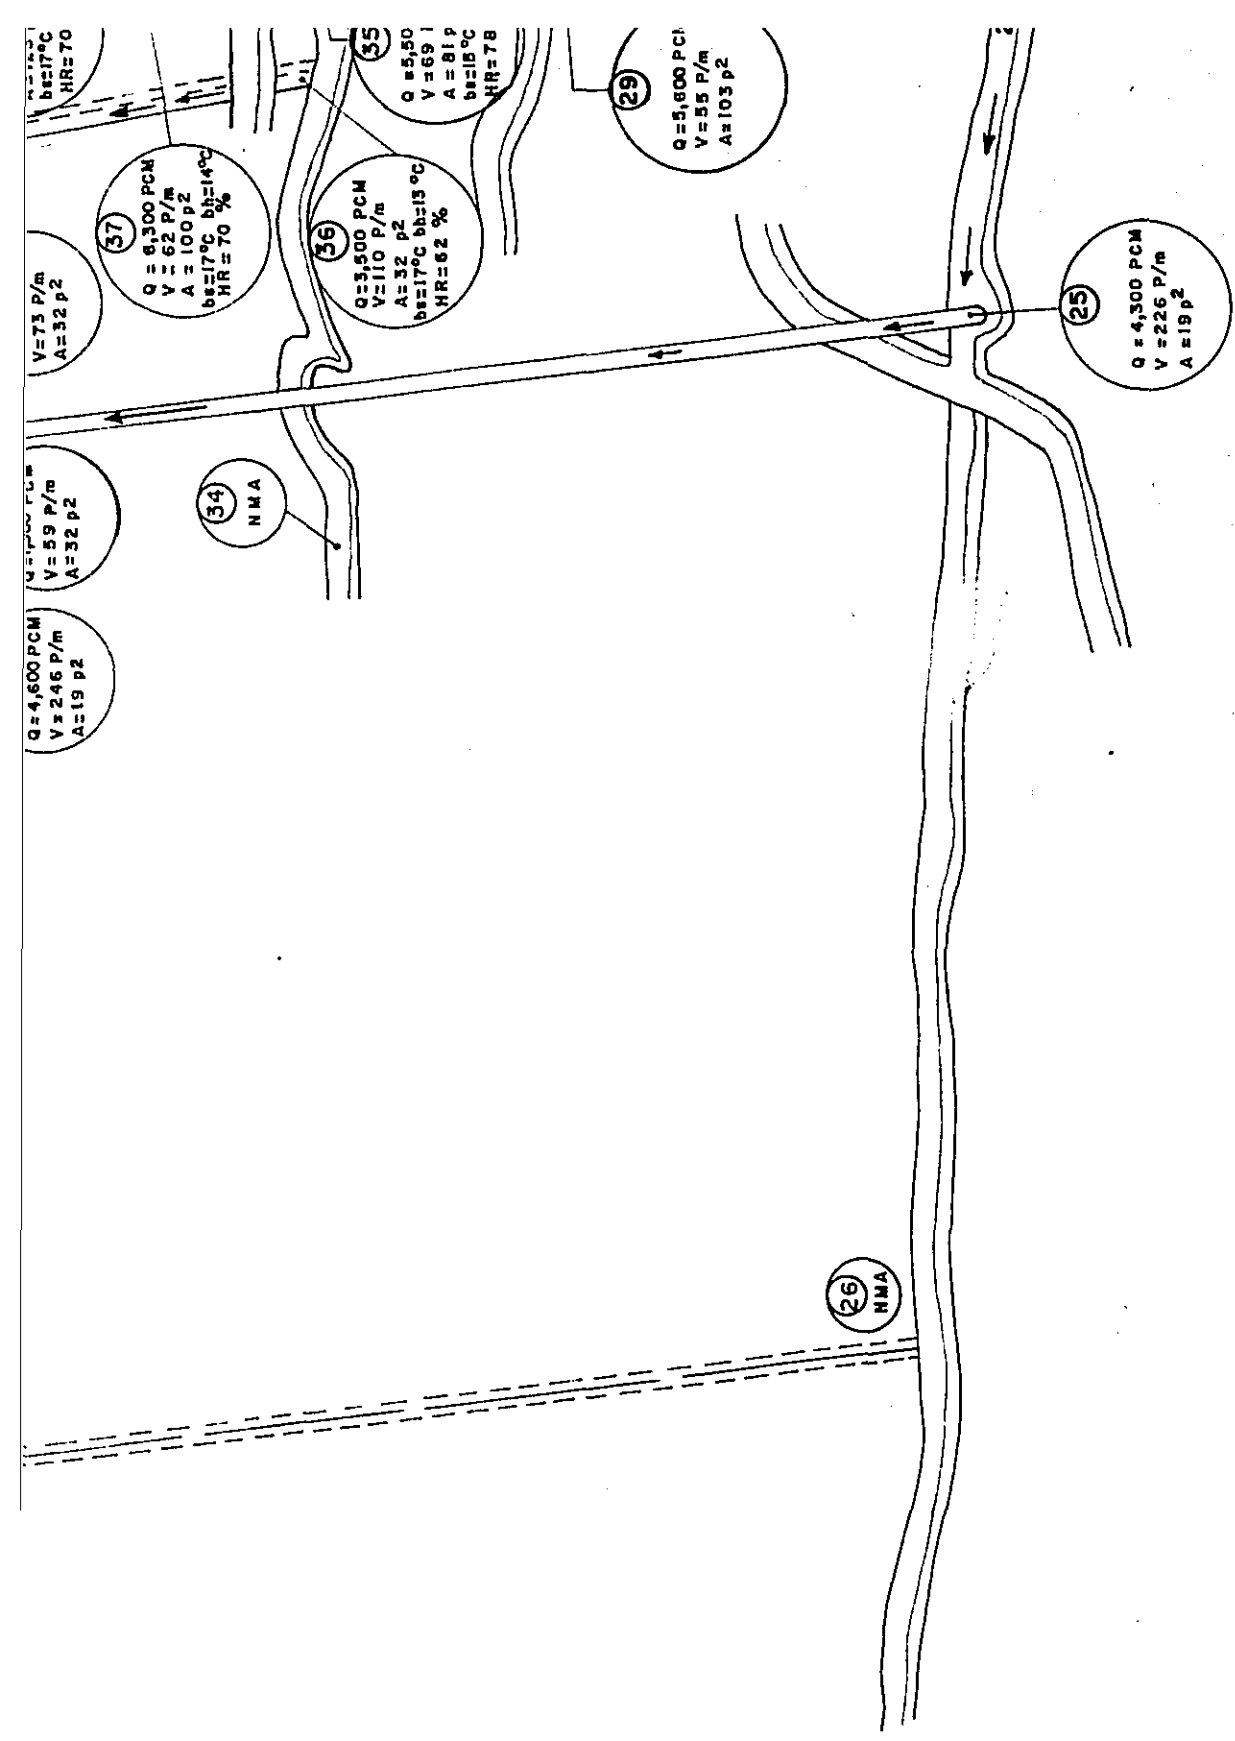 bs=17°C
HR=70
37
Q = 6,300 PCM
V = 62 P/m
A = 100 p2
bs=17°C bh=14°C
HR=70 %
35
Q =5,50
V = 69
A = 81 p
bs=18°C
HR=78
36
Q=3,500 PCM
V=110 P/m
A=32 p2
bs=17°C bh=13°C
HR=62 %
29
Q=5,600 PCM
V=55 P/m
A=103 p2
25
Q = 4,300 PCM
V = 226 P/m
A = 19 p2
V=73 P/m
A=32 p2
V=59 P/m
A=32 p2
34
NMA
Q=4,600 PCM
V=246 P/m
A=19 p2
26
NMA